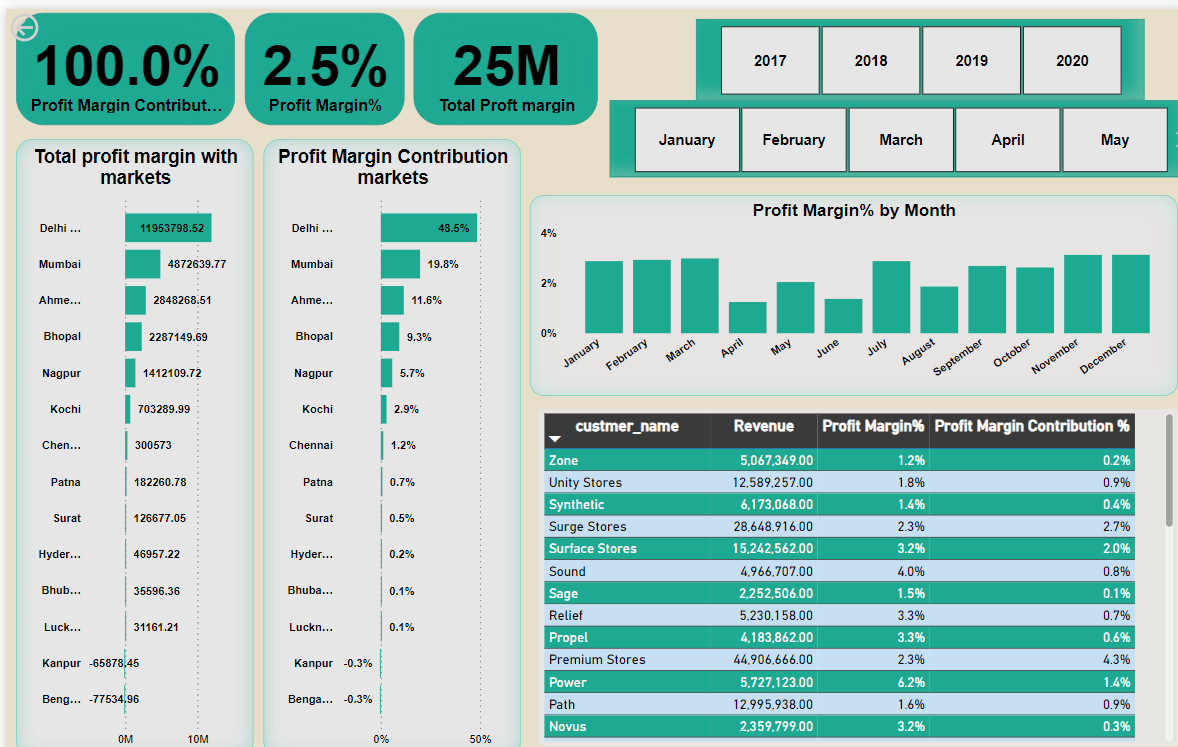 100.0%
Profit Margin Contribut...
2.5%
Profit Margin%
25M
Total Proft margin
2017 2018 2019 2020
January February March April May
Total profit margin with
markets
Delhi ... 11953798.52
Mumbai 4872639.77
Ahme... 2848268.51
Bhopal 2287149.69
Nagpur 1412109.72
Kochi 703289.99
Chen... 300573
Patna 182260.78
Surat 126677.05
Hyder... 46957.22
Bhub... 35596.36
Luck... 31161.21
Kanpur -65878.45
Beng... -77534.96
0M 10M
Profit Margin Contribution
markets
Delhi ... 48.5%
Mumbai 19.8%
Ahme... 11.6%
Bhopal 9.3%
Nagpur 5.7%
Kochi 2.9%
Chennai 1.2%
Patna 0.7%
Surat 0.5%
Hyder... 0.2%
Bhuba... 0.1%
Luckn... 0.1%
Kanpur -0.3%
Benga... -0.3%
0% 50%
Profit Margin% by Month
4%
2%
0%
January February March April May June July August September October November December
custmer_name Revenue Profit Margin% Profit Margin Contribution %
Zone 5,067,349.00 1.2% 0.2%
Unity Stores 12,589,257.00 1.8% 0.9%
Synthetic 6,173,068.00 1.4% 0.4%
Surge Stores 28,648,916.00 2.3% 2.7%
Surface Stores 15,242,562.00 3.2% 2.0%
Sound 4,966,707.00 4.0% 0.8%
Sage 2,252,506.00 1.5% 0.1%
Relief 5,230,158.00 3.3% 0.7%
Propel 4,183,862.00 3.3% 0.6%
Premium Stores 44,906,666.00 2.3% 4.3%
Power 5,727,123.00 6.2% 1.4%
Path 12,995,938.00 1.6% 0.9%
Novus 2,359,799.00 3.2% 0.3%